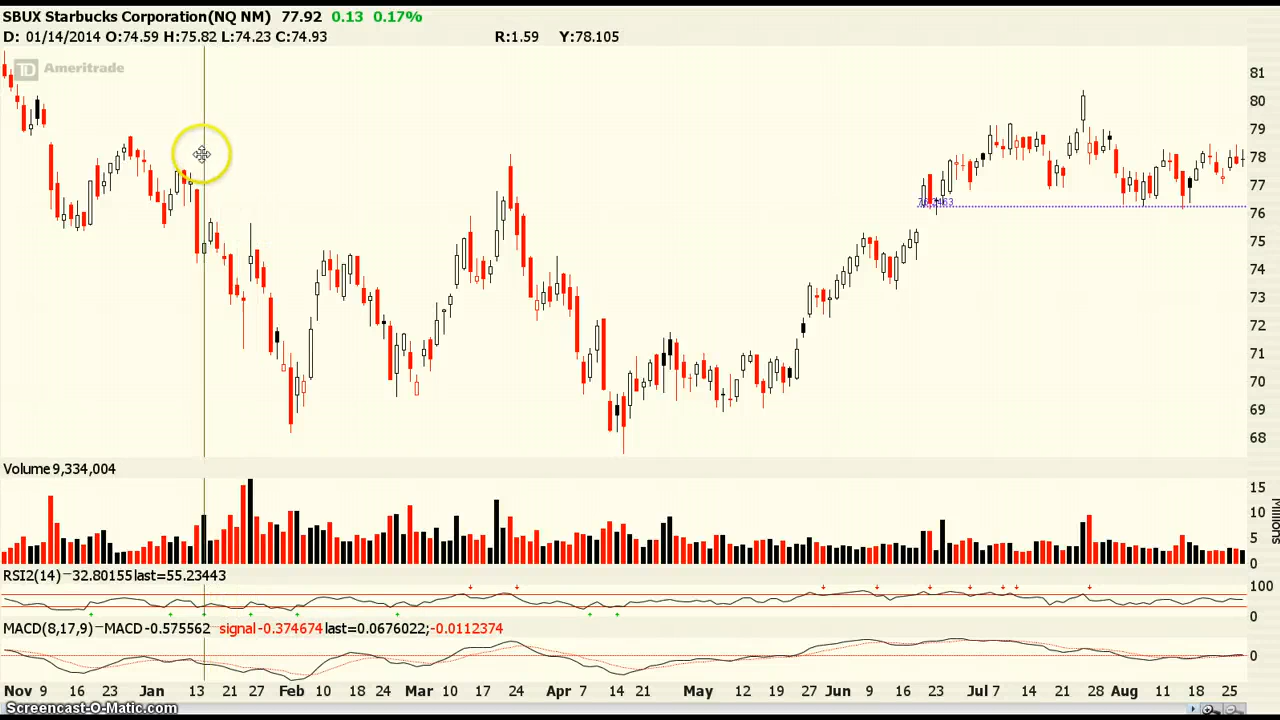 SBUX Starbucks Corporation(NQ NM) 77.92 0.13 0.17%
D: 01/14/2014 O:74.59 H:75.82 L:74.23 C:74.93 R:1.59 Y:78.105
TD Ameritrade
81
80
79
78
77
76
75
74
73
72
71
70
69
68
Volume 9,334,004
15
10
5
0
Millions
RSI2(14) —32.80155 last=55.23443
100
0
MACD(8,17,9) —MACD -0.575562 signal -0.374674 last=0.0676022;-0.0112374
0
Nov 9 16 23 Jan 13 21 27 Feb 10 18 24 Mar 10 17 24 Apr 7 14 21 May 12 19 27 Jun 9 16 23 Jul 7 14 21 28 Aug 11 18 25
Screencast-O-Matic.com